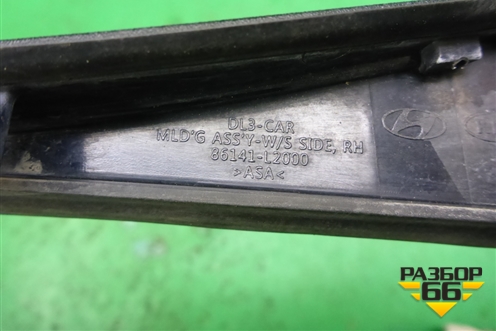 DL3-CAR
MLD'G ASS'Y-W/S SIDE, RH
86141-L2000
>ASA<
РАЗБОР
66